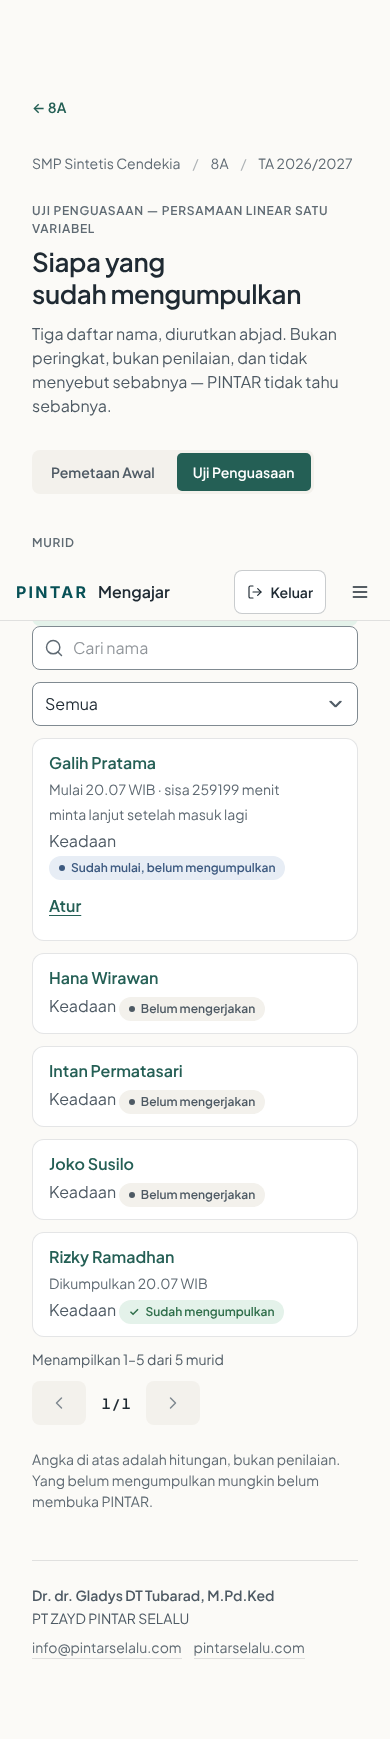 ← 8A
SMP Sintetis Cendekia / 8A / TA 2026/2027
UJI PENGUASAAN — PERSAMAAN LINEAR SATU
VARIABEL
Siapa yang
sudah mengumpulkan
Tiga daftar nama, diurutkan abjad. Bukan
peringkat, bukan penilaian, dan tidak
menyebut sebabnya — PINTAR tidak tahu
sebabnya.
Pemetaan Awal Uji Penguasaan
MURID
PINTAR Mengajar Keluar
Cari nama
Semua
Galih Pratama
Mulai 20.07 WIB · sisa 259199 menit
minta lanjut setelah masuk lagi
Keadaan
Sudah mulai, belum mengumpulkan
Atur
Hana Wirawan
Keadaan Belum mengerjakan
Intan Permatasari
Keadaan Belum mengerjakan
Joko Susilo
Keadaan Belum mengerjakan
Rizky Ramadhan
Dikumpulkan 20.07 WIB
Keadaan ✓ Sudah mengumpulkan
Menampilkan 1–5 dari 5 murid
1/1
Angka di atas adalah hitungan, bukan penilaian.
Yang belum mengumpulkan mungkin belum
membuka PINTAR.
Dr. dr. Gladys DT Tubarad, M.Pd.Ked
PT ZAYD PINTAR SELALU
info@pintarselalu.com pintarselalu.com